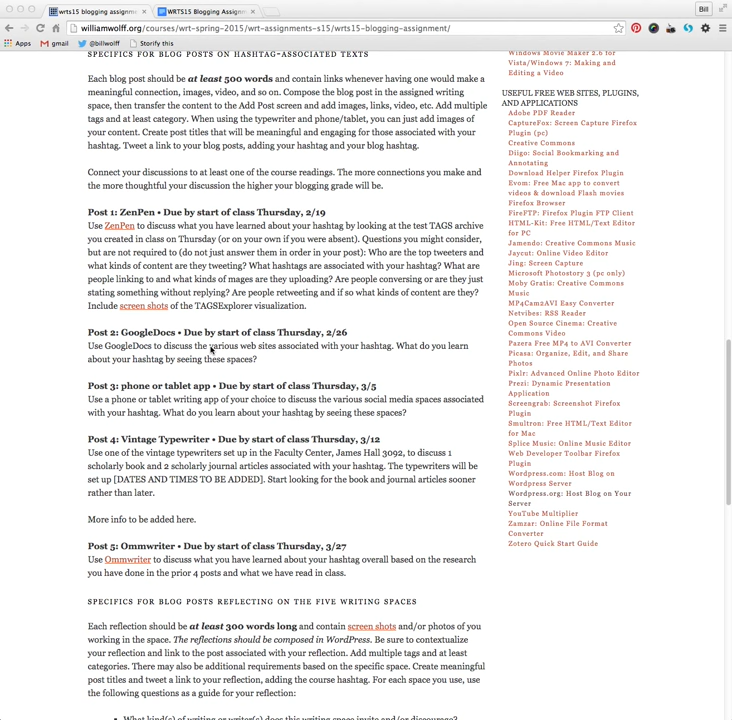 wrts15 blogging assignme
WRTS15 Blogging Assignm
Bill
williamwolff.org/courses/wrt-spring-2015/wrt-assignments-s15/wrts15-blogging-assignment/
Apps
gmail
@billwolff
Storify this
SPECIFICS FOR BLOG POSTS ON HASHTAG-ASSOCIATED TEXTS
Each blog post should be at least 500 words and contain links whenever having one would make a
meaningful connection, images, video, and so on. Compose the blog post in the assigned writing
space, then transfer the content to the Add Post screen and add images, links, video, etc. Add multiple
tags and at least category. When using the typewriter and phone/tablet, you can just add images of
your content. Create post titles that will be meaningful and engaging for those associated with your
hashtag. Tweet a link to your blog posts, adding your hashtag and your blog hashtag.
Connect your discussions to at least one of the course readings. The more connections you make and
the more thoughtful your discussion the higher your blogging grade will be.
Post 1: ZenPen • Due by start of class Thursday, 2/19
Use ZenPen to discuss what you have learned about your hashtag by looking at the test TAGS archive
you created in class on Thursday (or on your own if you were absent). Questions you might consider,
but are not required to (do not just answer them in order in your post): Who are the top tweeters and
what kinds of content are they tweeting? What hashtags are associated with your hashtag? What are
people linking to and what kinds of mages are they uploading? Are people conversing or are they just
stating something without replying? Are people retweeting and if so what kinds of content are they?
Include screen shots of the TAGSExplorer visualization.
Post 2: GoogleDocs • Due by start of class Thursday, 2/26
Use GoogleDocs to discuss the various web sites associated with your hashtag. What do you learn
about your hashtag by seeing these spaces?
Post 3: phone or tablet app • Due by start of class Thursday, 3/5
Use a phone or tablet writing app of your choice to discuss the various social media spaces associated
with your hashtag. What do you learn about your hashtag by seeing these spaces?
Post 4: Vintage Typewriter • Due by start of class Thursday, 3/12
Use one of the vintage typewriters set up in the Faculty Center, James Hall 3092, to discuss 1
scholarly book and 2 scholarly journal articles associated with your hashtag. The typewriters will be
set up [DATES AND TIMES TO BE ADDED]. Start looking for the book and journal articles sooner
rather than later.
More info to be added here.
Post 5: Ommwriter • Due by start of class Thursday, 3/27
Use Ommwriter to discuss what you have learned about your hashtag overall based on the research
you have done in the prior 4 posts and what we have read in class.
SPECIFICS FOR BLOG POSTS REFLECTING ON THE FIVE WRITING SPACES
Each reflection should be at least 300 words long and contain screen shots and/or photos of you
working in the space. The reflections should be composed in WordPress. Be sure to contextualize
your reflection and link to the post associated with your reflection. Add multiple tags and at least
categories. There may also be additional requirements based on the specific space. Create meaningful
post titles and tweet a link to your reflection, adding the course hashtag. For each space you use, use
the following questions as a guide for your reflection:
What kind(s) of writing or writer(s) does this writing space invite and/or discourage?
Windows Movie Maker 2.6 for
Vista/Windows 7: Making and
Editing a Video
USEFUL FREE WEB SITES, PLUGINS,
AND APPLICATIONS
Adobe PDF Reader
CaptureFox: Screen Capture Firefox
Plugin (pc)
Creative Commons
Diigo: Social Bookmarking and
Annotating
Download Helper Firefox Plugin
Evom: Free Mac app to convert
videos & download Flash movies
Firefox Browser
FireFTP: Firefox Plugin FTP Client
HTML-Kit: Free HTML/Text Editor
for PC
Jamendo: Creative Commons Music
Jaycut: Online Video Editor
Jing: Screen Capture
Microsoft Photostory 3 (pc only)
Moby Gratis: Creative Commons
Music
MP4Cam2AVI Easy Converter
Netvibes: RSS Reader
Open Source Cinema: Creative
Commons Video
Pazera Free MP4 to AVI Converter
Picasa: Organize, Edit, and Share
Photos
Pixlr: Advanced Online Photo Editor
Prezi: Dynamic Presentation
Application
Screengrab: Screenshot Firefox
Plugin
Smultron: Free HTML/Text Editor
for Mac
Splice Music: Online Music Editor
Web Developer Toolbar Firefox
Plugin
Wordpress.com: Host Blog on
Wordpress Server
Wordpress.org: Host Blog on Your
Server
YouTube Multiplier
Zamzar: Online File Format
Converter
Zotero Quick Start Guide